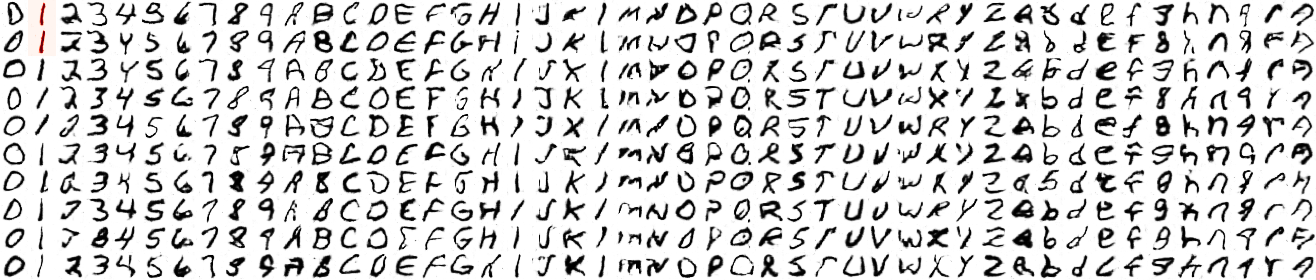 0 1 2 3 4 5 6 7 8 9 A B C D E F G H I J K I M N O P Q R S T U V W X Y Z a b d e f g h n q r
0 1 2 3 4 5 6 7 8 9 A B C D E F G H i J K I m N O P Q R S T U V W X Y Z a b d e f 8 h n q r
0 1 2 3 4 5 6 7 8 9 A B C D E F G H I J X I m N O P Q R S T U V W X Y Z a b d e f g h n q r
0 1 2 3 4 5 6 7 8 9 A B C D E F G H I J K I m N O P Q R S T U V W X Y Z a b d e f 8 h n q r
0 1 2 3 4 5 6 7 8 9 A B C D E F G H I J X I m N O P Q R S T U V W R Y Z a b d e f 8 h n q r
0 1 2 3 4 5 6 7 8 9 A B C D E F G H I J K I m N O P Q R S T U V W X Y Z a b d e f g h n q r
0 1 2 3 4 5 6 7 8 9 A B C D E F G H I J K I m N O P Q R S T U V W R Y Z a 5 d e f g h n q r
0 1 2 3 4 5 6 7 8 9 A B C D E F G H I J K I m N O P Q R S T U V W R Y Z a b d e f g h n g r
0 1 2 8 4 5 6 7 8 9 A B C D E F G H I J K I m N O P Q R S T U V W X Y Z a b d e f g h n q r
0 1 2 3 4 5 6 7 8 9 A B C D E F G H I J K I m N O P Q R S T U V W X Y Z a b d e f g h n q r